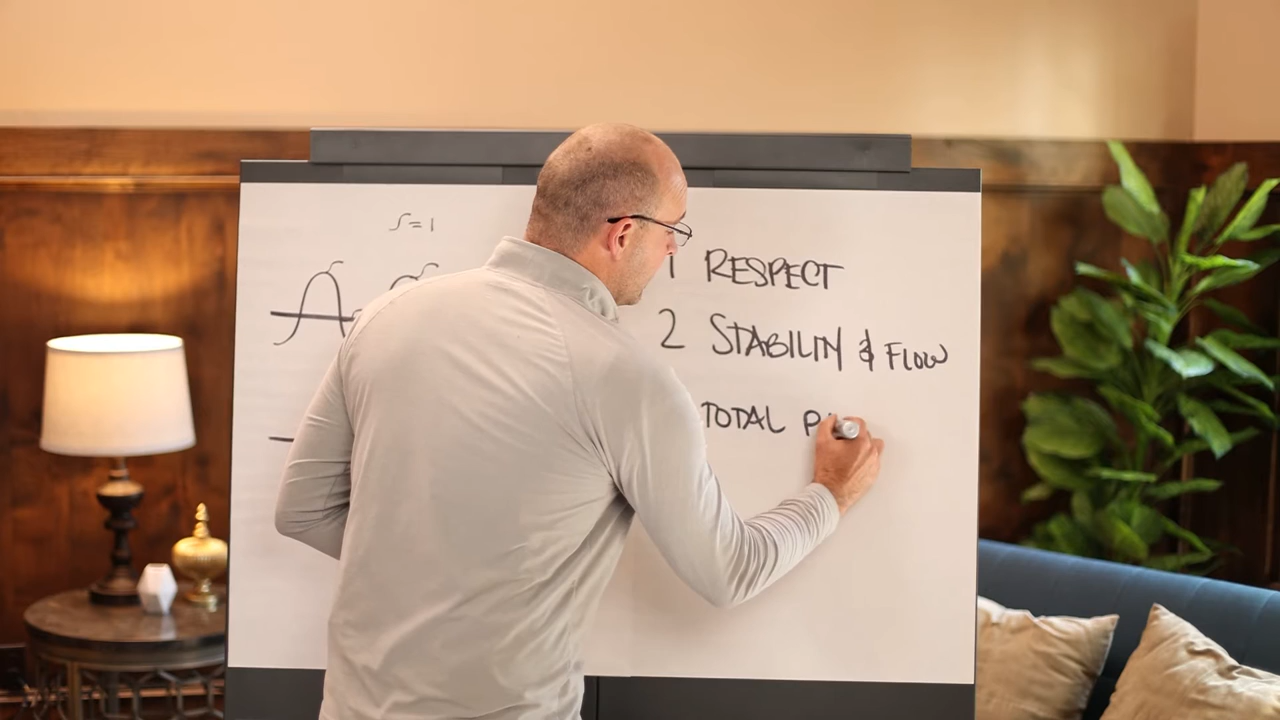 S=1
1 RESPECT
2 STABILITY & FLOW
TOTAL P